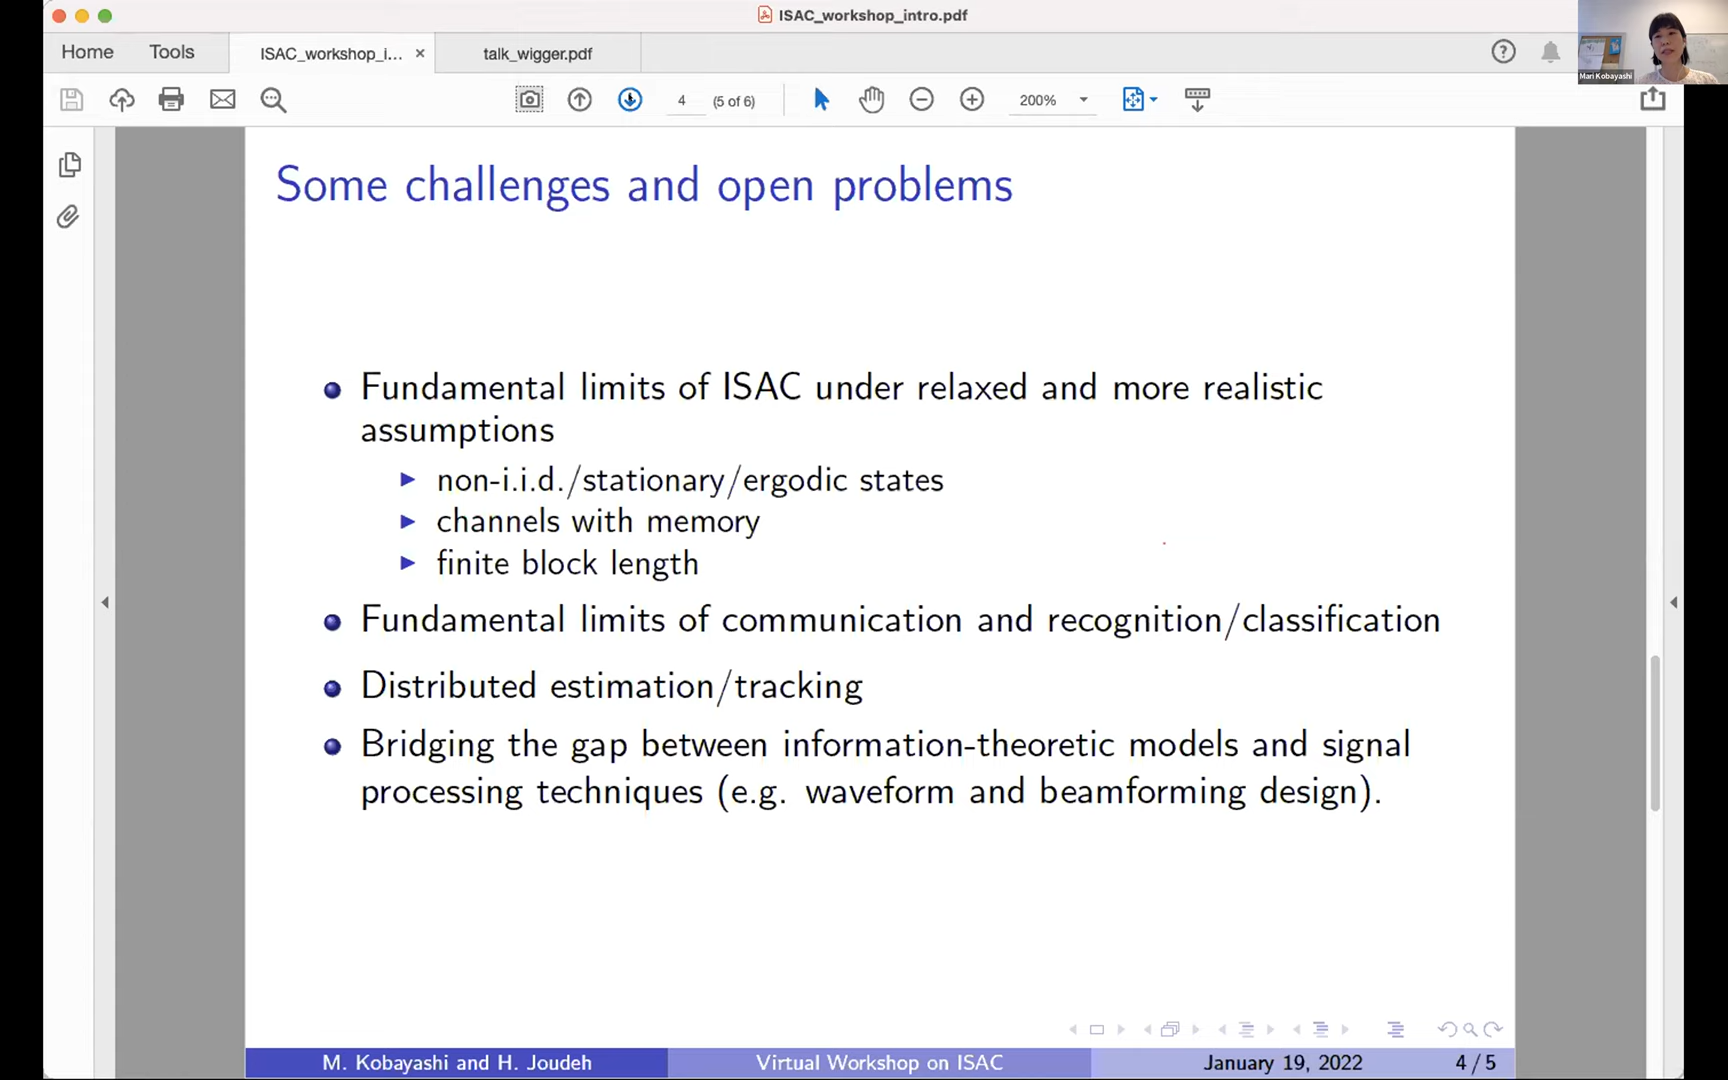 ISAC_workshop_intro.pdf
Home
Tools
ISAC_workshop_i...
talk_wigger.pdf
4
(5 of 6)
200%
Mari Kobayashi
Some challenges and open problems
Fundamental limits of ISAC under relaxed and more realistic
assumptions
non-i.i.d./stationary/ergodic states
channels with memory
finite block length
Fundamental limits of communication and recognition/classification
Distributed estimation/tracking
Bridging the gap between information-theoretic models and signal
processing techniques (e.g. waveform and beamforming design).
M. Kobayashi and H. Joudeh
Virtual Workshop on ISAC
January 19, 2022
4 / 5